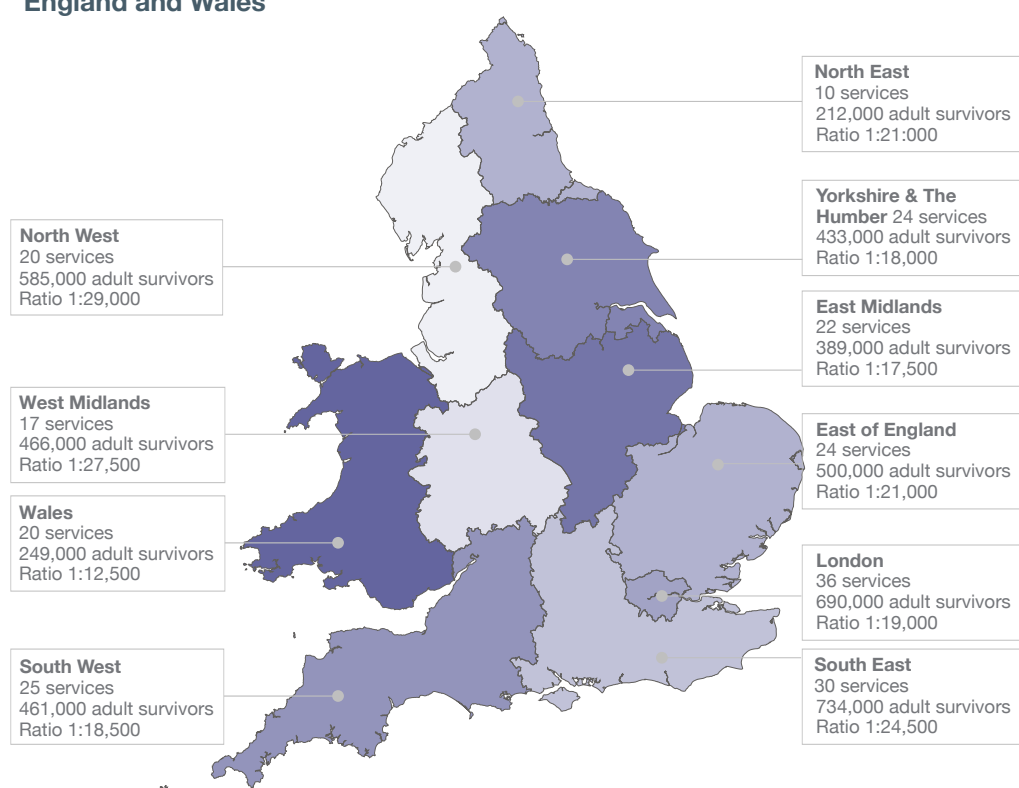 England and Wales
North East
10 services
212,000 adult survivors
Ratio 1:21:000
Yorkshire & The
Humber 24 services
433,000 adult survivors
Ratio 1:18,000
North West
20 services
585,000 adult survivors
Ratio 1:29,000
East Midlands
22 services
389,000 adult survivors
Ratio 1:17,500
West Midlands
17 services
466,000 adult survivors
Ratio 1:27,500
East of England
24 services
500,000 adult survivors
Ratio 1:21,000
Wales
20 services
249,000 adult survivors
Ratio 1:12,500
London
36 services
690,000 adult survivors
Ratio 1:19,000
South West
25 services
461,000 adult survivors
Ratio 1:18,500
South East
30 services
734,000 adult survivors
Ratio 1:24,500